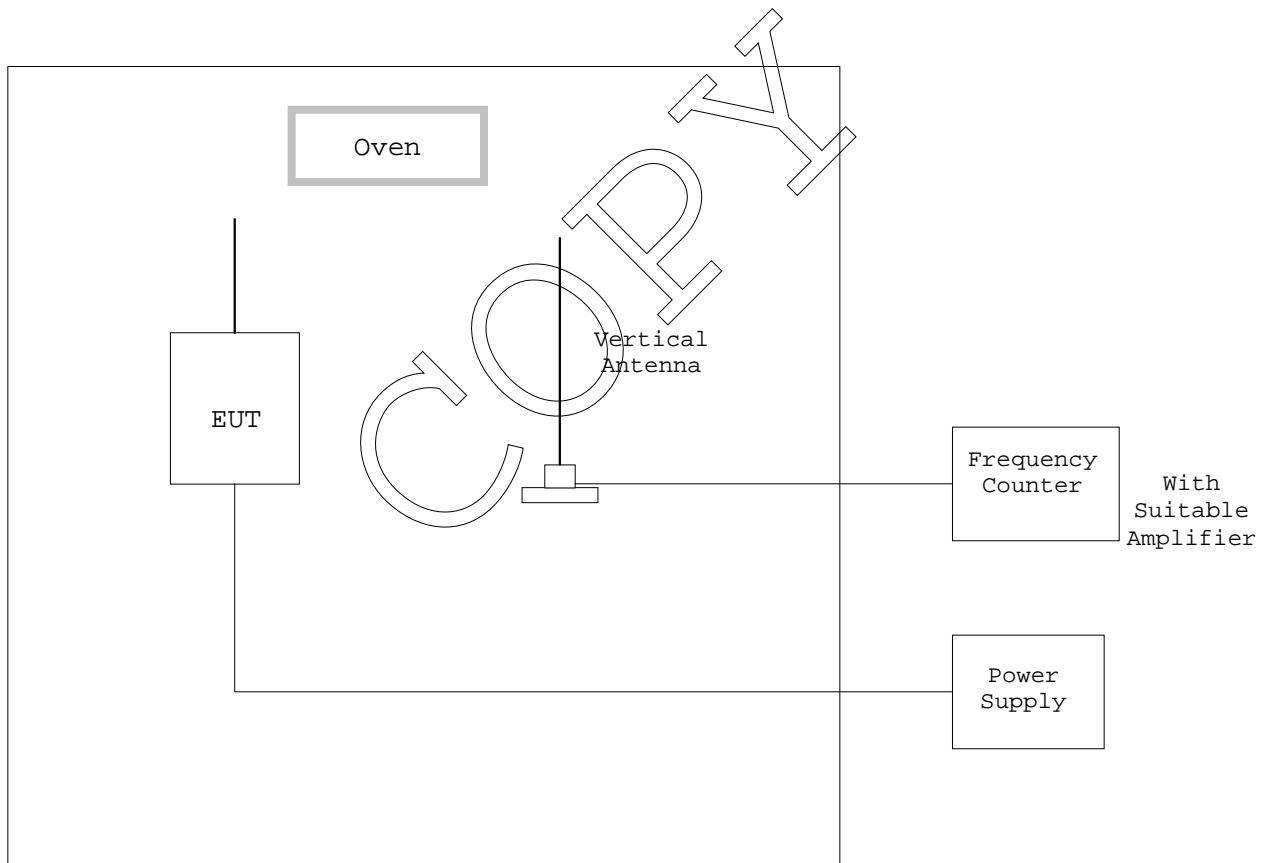 Oven
Vertical
Antenna
EUT
Frequency
Counter
With
Suitable
Amplifier
Power
Supply
COPY